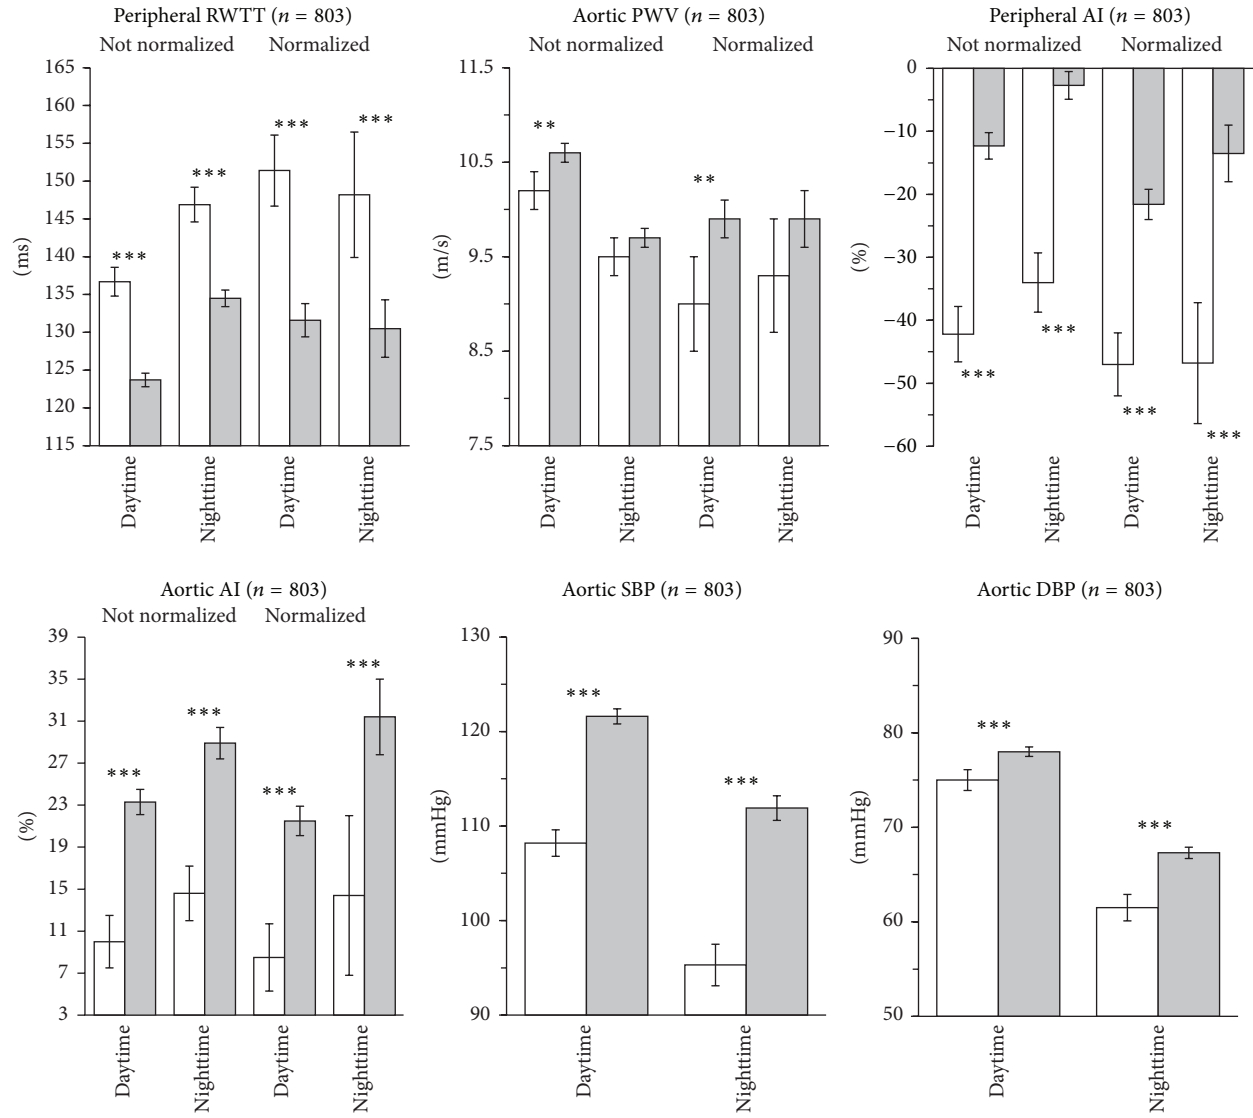 Peripheral RWTT (n = 803)
Not normalized Normalized
165
160
155
150
145
140
135
130
125
120
115
(ms)
***
***
***
***
Daytime
Nighttime
Daytime
Nighttime
Aortic PWV (n = 803)
Not normalized Normalized
11.5
10.5
9.5
8.5
7.5
(m/s)
**
**
Daytime
Nighttime
Daytime
Nighttime
Peripheral AI (n = 803)
Not normalized Normalized
0
−10
−20
−30
−40
−50
−60
(%)
***
***
***
***
Daytime
Nighttime
Daytime
Nighttime
Aortic AI (n = 803)
Not normalized Normalized
39
35
31
27
23
19
15
11
7
3
(%)
***
***
***
***
Daytime
Nighttime
Daytime
Nighttime
Aortic SBP (n = 803)
130
120
110
100
90
(mmHg)
***
***
Daytime
Nighttime
Aortic DBP (n = 803)
90
80
70
60
50
(mmHg)
***
***
Daytime
Nighttime